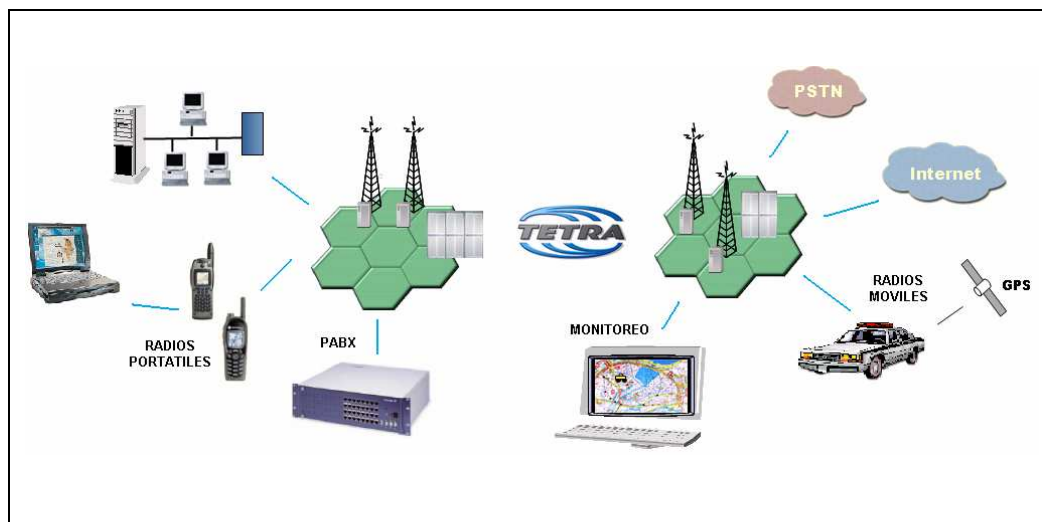 PSTN
Internet
TETRA
RADIOS
MOVILES
GPS
MONITOREO
RADIOS
PORTATILES
PABX